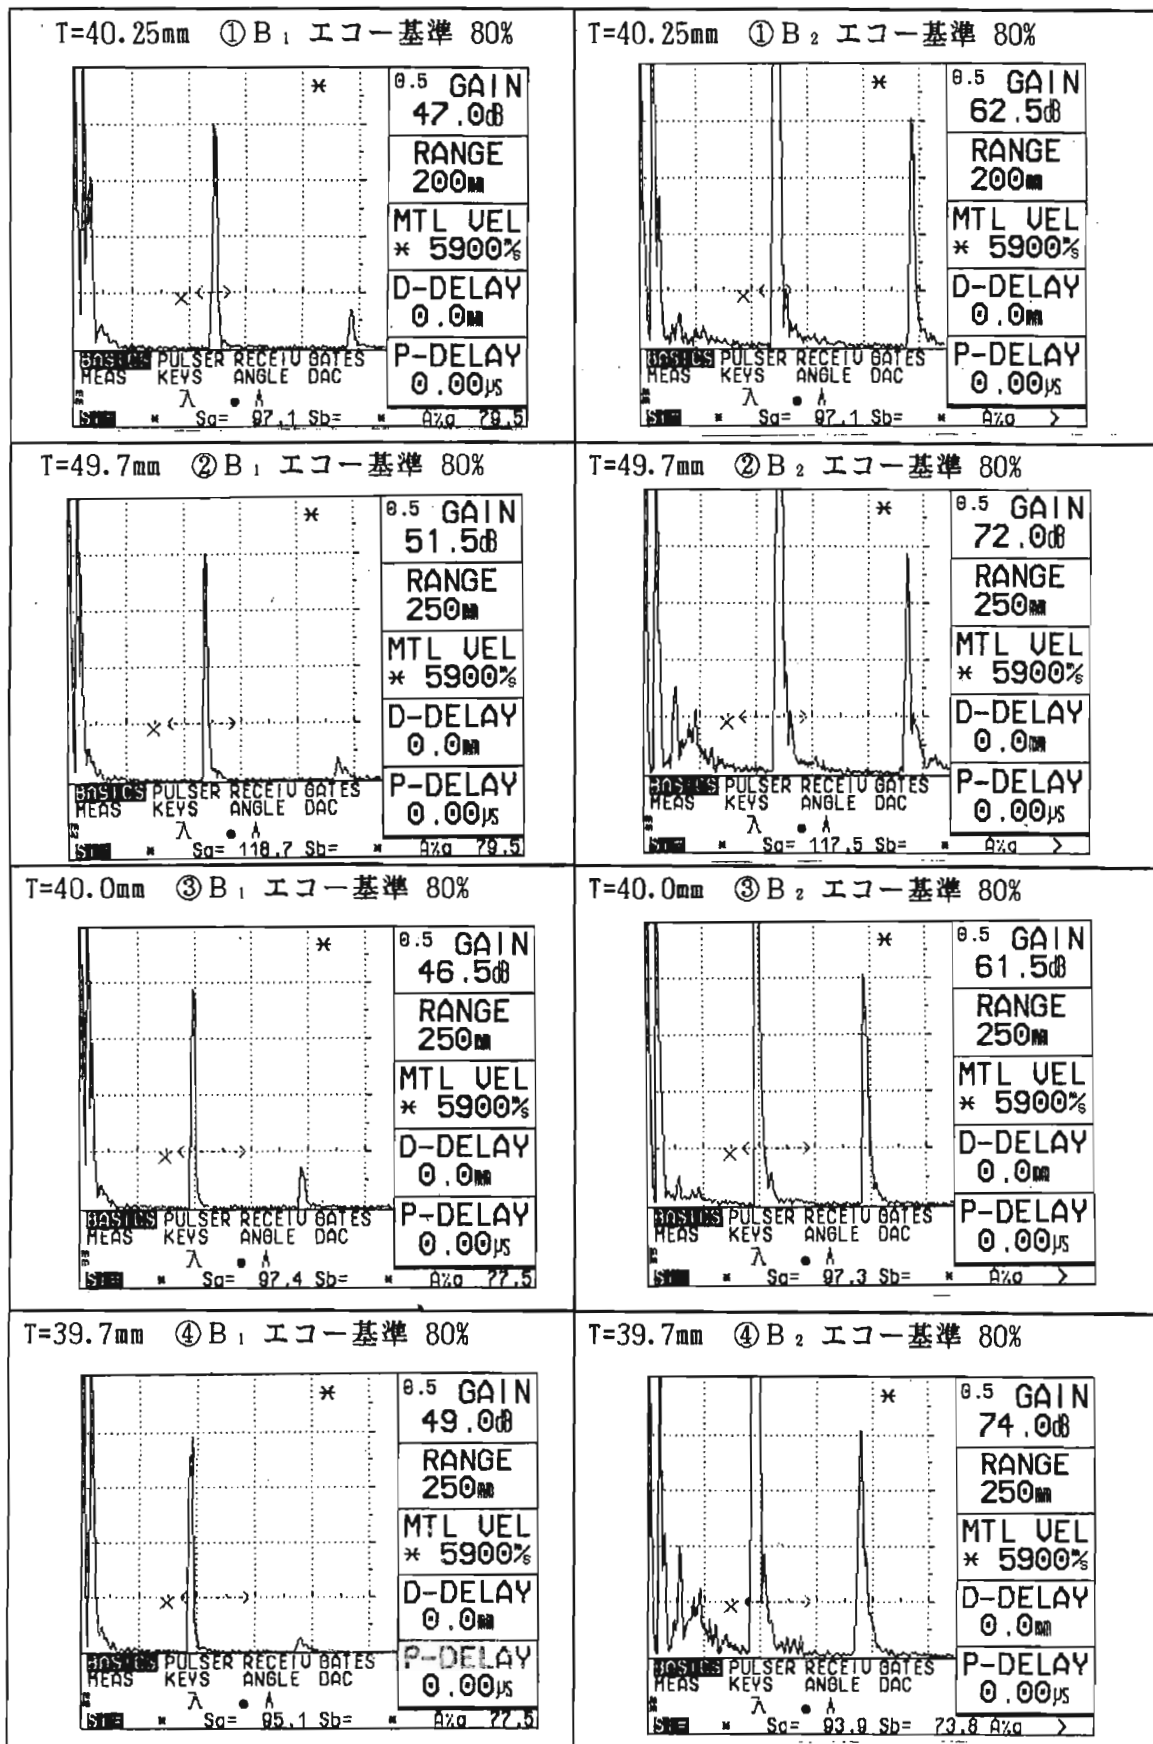 T=40.25mm ①B₁ エコー基準 80%
0.5 GAIN
47.0dB
RANGE
200mm
MTL VEL
* 5900m/s
D-DELAY
0.0mm
P-DELAY
0.00µs
BASICS PULSER RECEIV GATES
MEAS KEYS ANGLE DAC
Sa= 97.1 Sb= * A%a 79.5
T=40.25mm ①B₂ エコー基準 80%
0.5 GAIN
62.5dB
RANGE
200mm
MTL VEL
* 5900m/s
D-DELAY
0.0mm
P-DELAY
0.00µs
BASICS PULSER RECEIV GATES
MEAS KEYS ANGLE DAC
* Sa= 97.1 Sb= * A%a >
T=49.7mm ②B₁ エコー基準 80%
0.5 GAIN
51.5dB
RANGE
250mm
MTL VEL
* 5900m/s
D-DELAY
0.0mm
P-DELAY
0.00µs
BASICS PULSER RECEIV GATES
MEAS KEYS ANGLE DAC
* Sa= 118.7 Sb= * A%a 79.5
T=49.7mm ②B₂ エコー基準 80%
0.5 GAIN
72.0dB
RANGE
250mm
MTL VEL
* 5900m/s
D-DELAY
0.0mm
P-DELAY
0.00µs
BASICS PULSER RECEIV GATES
MEAS KEYS ANGLE DAC
* Sa= 117.5 Sb= * A%a >
T=40.0mm ③B₁ エコー基準 80%
0.5 GAIN
46.5dB
RANGE
250mm
MTL VEL
* 5900m/s
D-DELAY
0.0mm
P-DELAY
0.00µs
BASICS PULSER RECEIV GATES
MEAS KEYS ANGLE DAC
* Sa= 97.4 Sb= * A%a 77.5
T=40.0mm ③B₂ エコー基準 80%
0.5 GAIN
61.5dB
RANGE
250mm
MTL VEL
* 5900m/s
D-DELAY
0.0mm
P-DELAY
0.00µs
BASICS PULSER RECEIV GATES
MEAS KEYS ANGLE DAC
* Sa= 97.3 Sb= * A%a >
T=39.7mm ④B₁ エコー基準 80%
0.5 GAIN
49.0dB
RANGE
250mm
MTL VEL
* 5900m/s
D-DELAY
0.0mm
P-DELAY
0.00µs
BASICS PULSER RECEIV GATES
MEAS KEYS ANGLE DAC
* Sa= 95.1 Sb= * A%a 77.5
T=39.7mm ④B₂ エコー基準 80%
0.5 GAIN
74.0dB
RANGE
250mm
MTL VEL
* 5900m/s
D-DELAY
0.0mm
P-DELAY
0.00µs
BASICS PULSER RECEIV GATES
MEAS KEYS ANGLE DAC
* Sa= 93.9 Sb= 73.8 A%a >